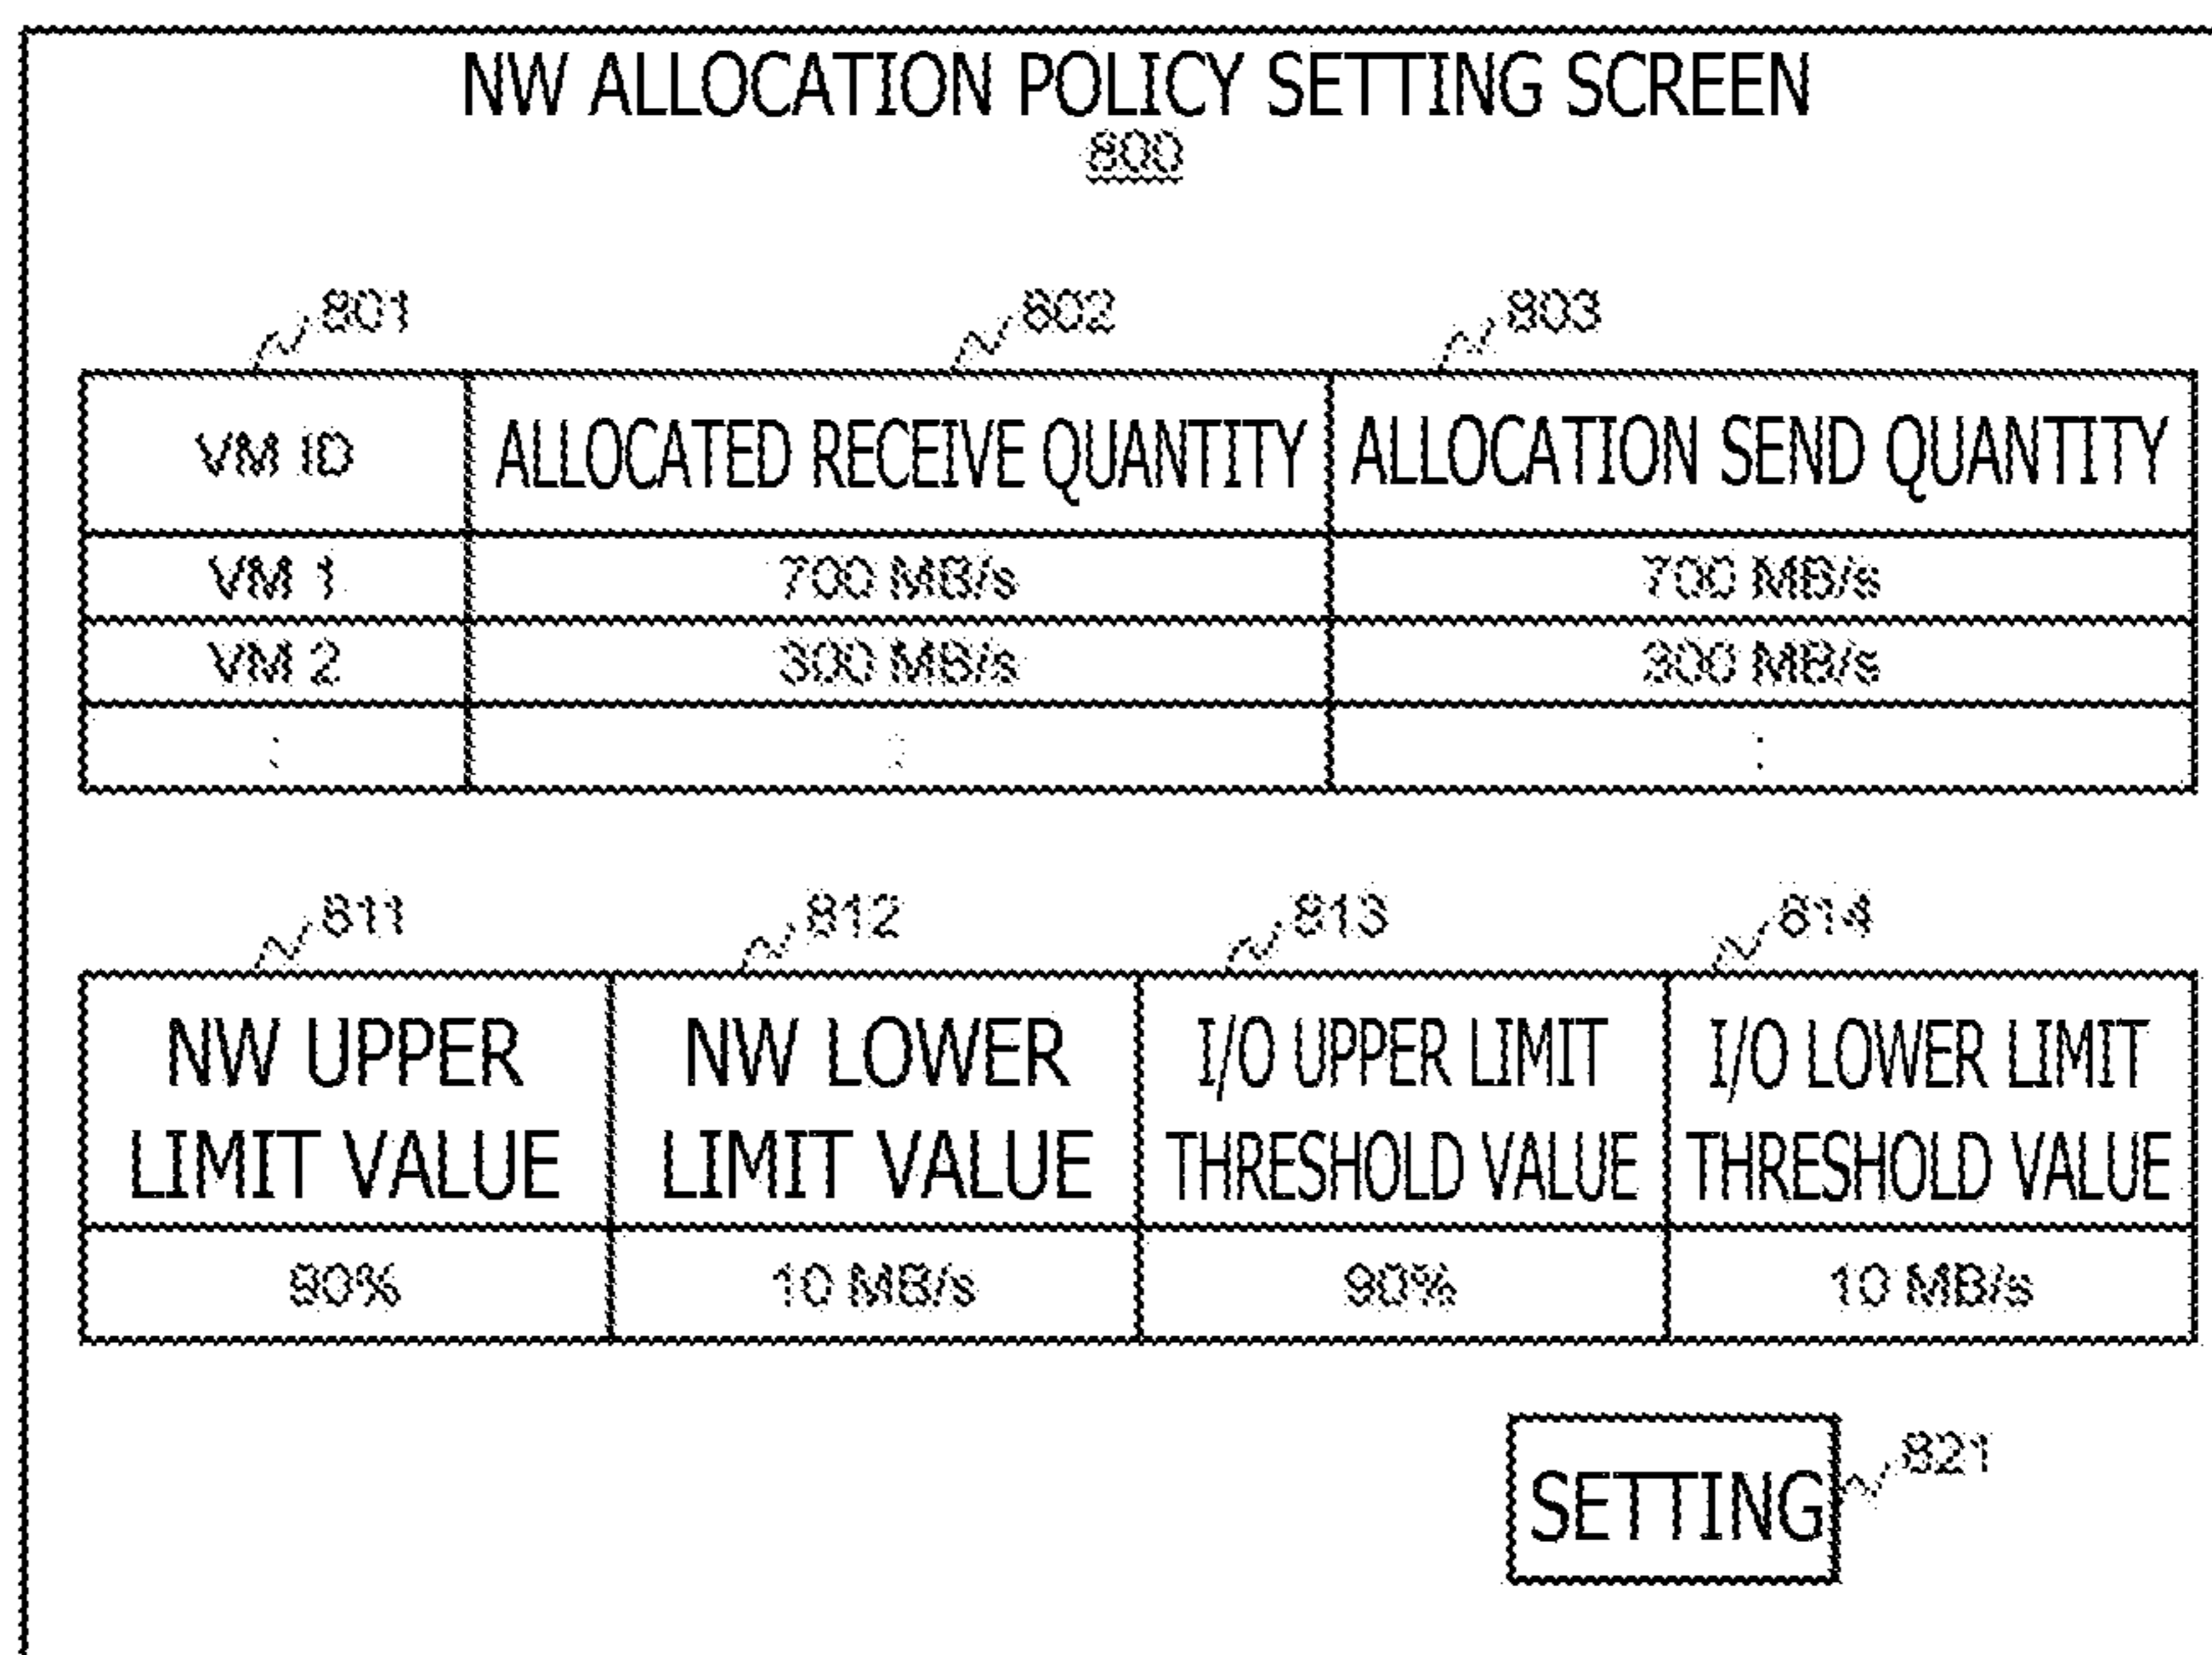 NW ALLOCATION POLICY SETTING SCREEN
800
801 802 803
VM ID ALLOCATED RECEIVE QUANTITY ALLOCATION SEND QUANTITY
VM 1 700 MB/s 700 MB/s
VM 2 300 MB/s 300 MB/s
: : :
811 812 813 814
NW UPPER LIMIT VALUE NW LOWER LIMIT VALUE I/O UPPER LIMIT THRESHOLD VALUE I/O LOWER LIMIT THRESHOLD VALUE
10 MB/s 90% 10 MB/s
SETTING 821